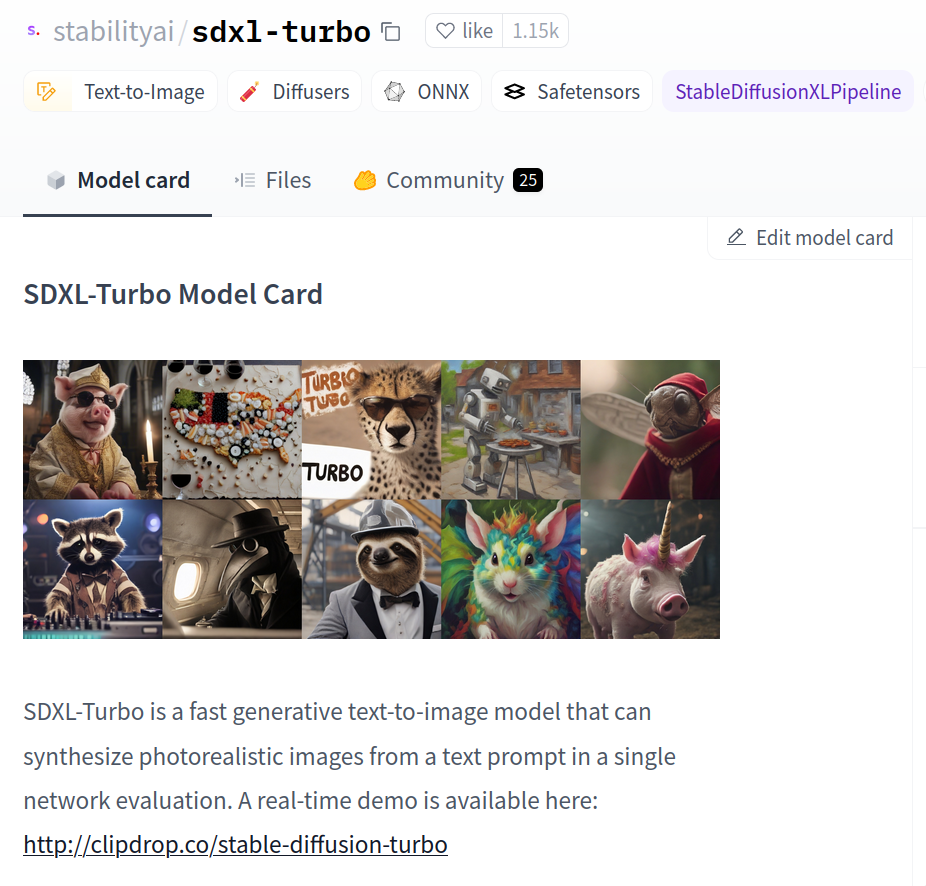 S. stabilityai/sdxl-turbo like 1.15k
Text-to-Image Diffusers ONNX Safetensors StableDiffusionXLPipeline
Model card Files Community 25
Edit model card
SDXL-Turbo Model Card
TURBO
TURBO
TURBO
SDXL-Turbo is a fast generative text-to-image model that can
synthesize photorealistic images from a text prompt in a single
network evaluation. A real-time demo is available here:
http://clipdrop.co/stable-diffusion-turbo